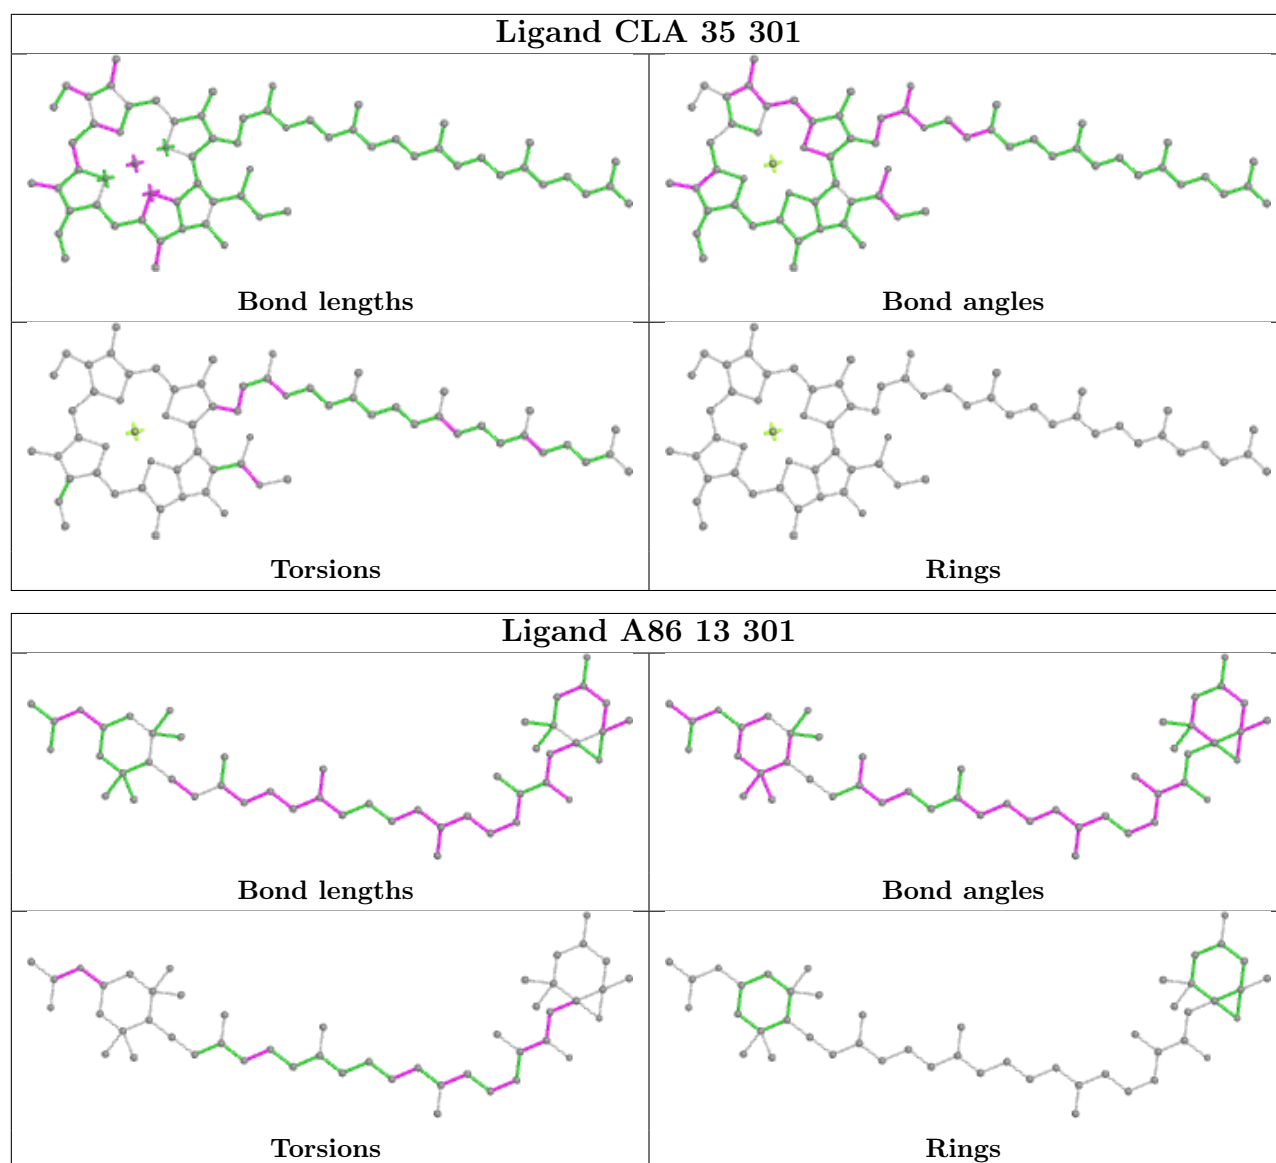 Ligand CLA 35 301
Bond lengths
Bond angles
Torsions
Rings
Ligand A86 13 301
Bond lengths
Bond angles
Torsions
Rings